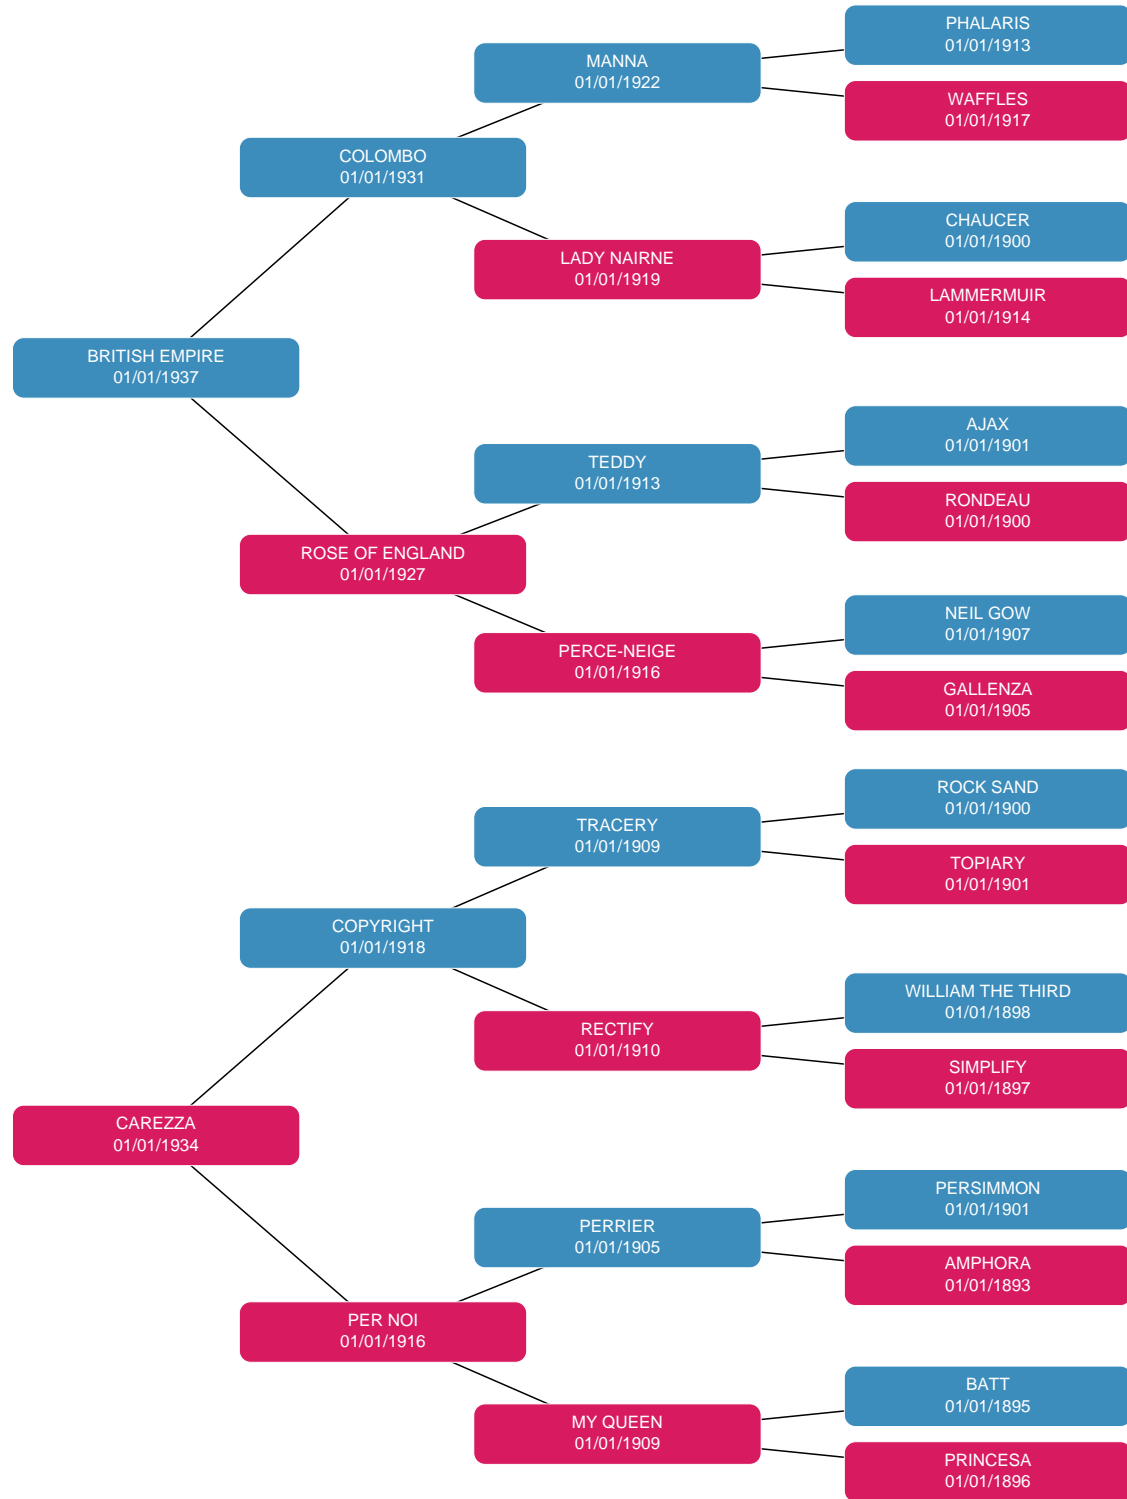 PHALARIS
01/01/1913
MANNA
01/01/1922
WAFFLES
01/01/1917
COLOMBO
01/01/1931
CHAUCER
01/01/1900
LADY NAIRNE
01/01/1919
LAMMERMUIR
01/01/1914
BRITISH EMPIRE
01/01/1937
AJAX
01/01/1901
TEDDY
01/01/1913
RONDEAU
01/01/1900
ROSE OF ENGLAND
01/01/1927
NEIL GOW
01/01/1907
PERCE-NEIGE
01/01/1916
GALLENZA
01/01/1905
ROCK SAND
01/01/1900
TRACERY
01/01/1909
TOPIARY
01/01/1901
COPYRIGHT
01/01/1918
WILLIAM THE THIRD
01/01/1898
RECTIFY
01/01/1910
SIMPLIFY
01/01/1897
CAREZZA
01/01/1934
PERSIMMON
01/01/1901
PERRIER
01/01/1905
AMPHORA
01/01/1893
PER NOI
01/01/1916
BATT
01/01/1895
MY QUEEN
01/01/1909
PRINCESA
01/01/1896